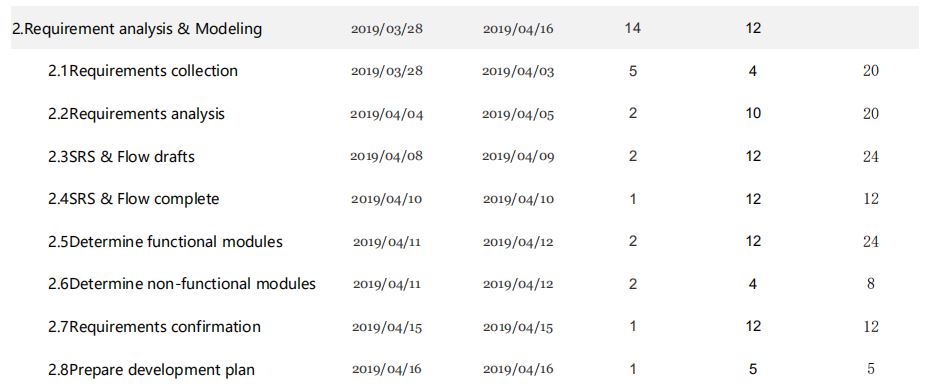 2.Requirement analysis & Modeling 2019/03/28 2019/04/16 14 12
2.1Requirements collection 2019/03/28 2019/04/03 5 4 20
2.2Requirements analysis 2019/04/04 2019/04/05 2 10 20
2.3SRS & Flow drafts 2019/04/08 2019/04/09 2 12 24
2.4SRS & Flow complete 2019/04/10 2019/04/10 1 12 12
2.5Determine functional modules 2019/04/11 2019/04/12 2 12 24
2.6Determine non-functional modules 2019/04/11 2019/04/12 2 4 8
2.7Requirements confirmation 2019/04/15 2019/04/15 1 12 12
2.8Prepare development plan 2019/04/16 2019/04/16 1 5 5